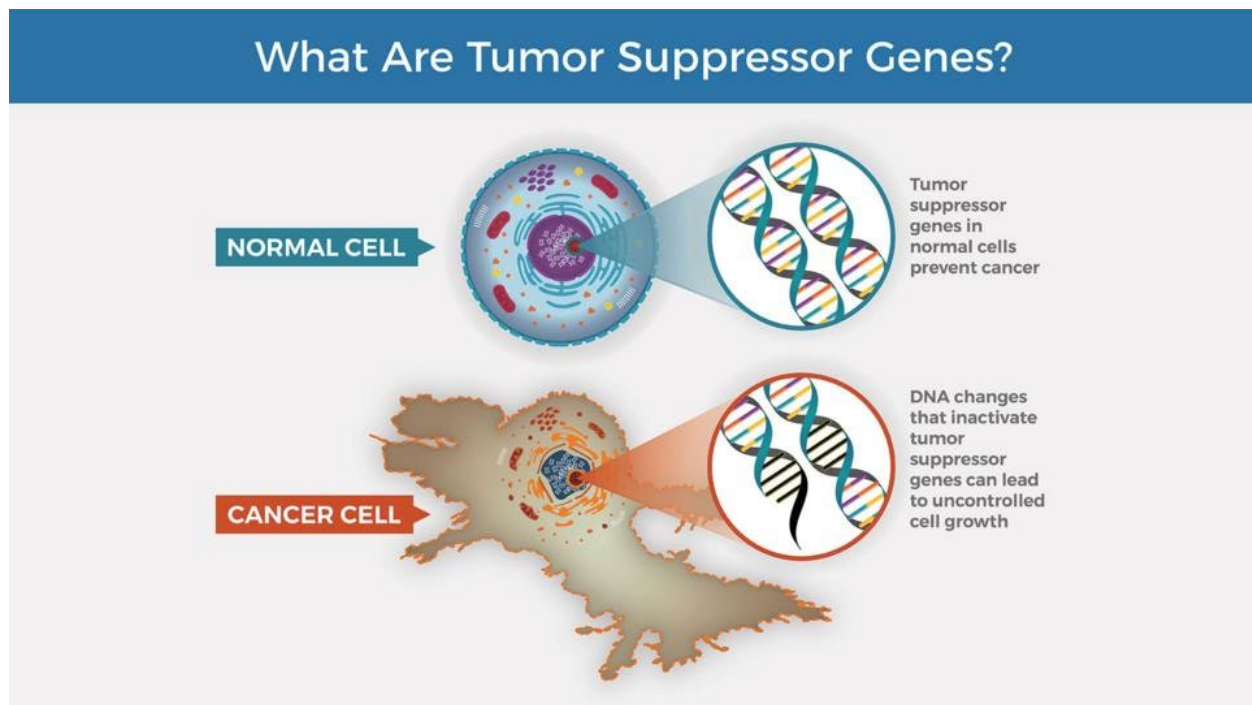 What Are Tumor Suppressor Genes?
NORMAL CELL
Tumor
suppressor
genes in
normal cells
prevent cancer
CANCER CELL
DNA changes
that inactivate
tumor
suppressor
genes can lead
to uncontrolled
cell growth